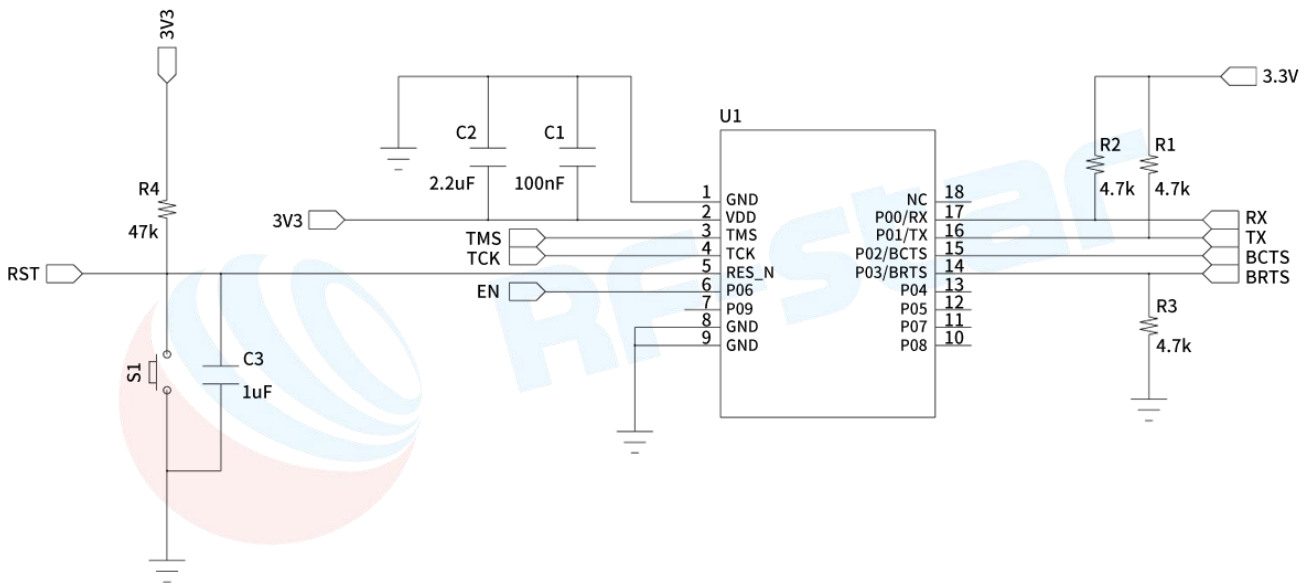 3V3
3.3V
U1
C2
C1
R2
R1
2.2uF
100nF
4.7k
4.7k
R4
47k
1
GND
NC
18
3V3
2
VDD
P00/RX
17
RX
TMS
3
TMS
P01/TX
16
TX
TCK
4
TCK
P02/BCTS
15
BCTS
RST
5
RES_N
P03/BRTS
14
BRTS
EN
6
P06
P04
13
7
P09
P05
12
8
GND
P07
11
9
GND
P08
10
R3
4.7k
S1
C3
1uF
RF-star